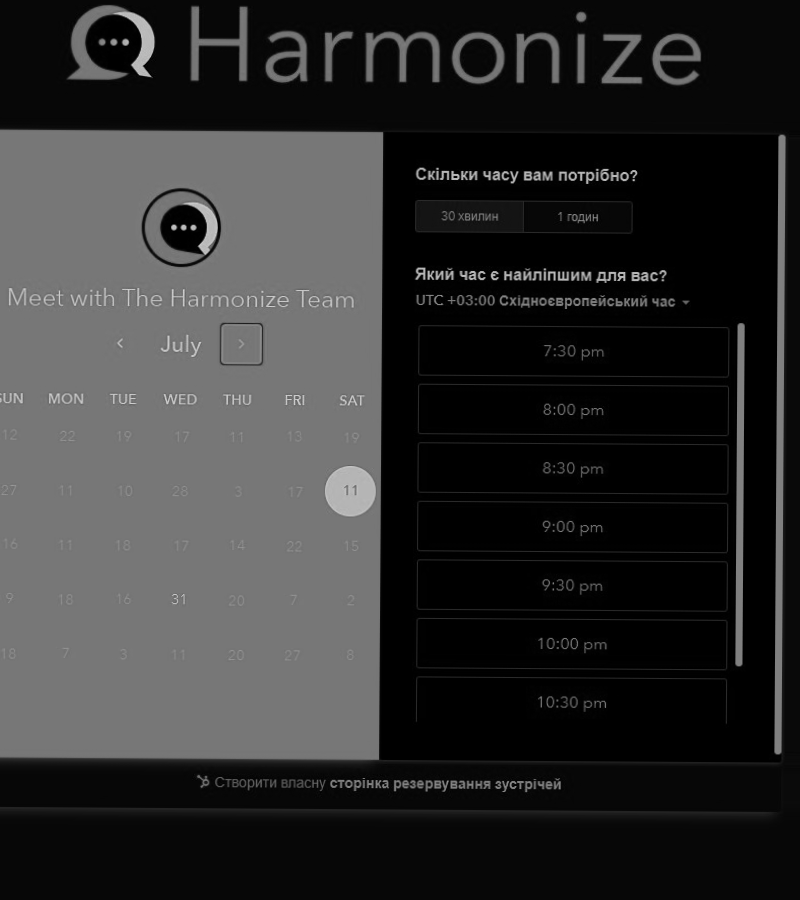 Harmonize
Meet with The Harmonize Team
July
SUN MON TUE WED THU FRI SAT
12 22 19 17 11 13 19
27 11 10 28 3 17 11
16 11 18 17 14 22 15
9 18 16 31 20 7 2
18 7 3 11 20 27 8
Скільки часу вам потрібно?
30 хвилин 1 годин
Який час є найліпшим для вас?
UTC +03:00 Східноєвропейський час
7:30 pm
8:00 pm
8:30 pm
9:00 pm
9:30 pm
10:00 pm
10:30 pm
Створити власну сторінка резервування зустрічей